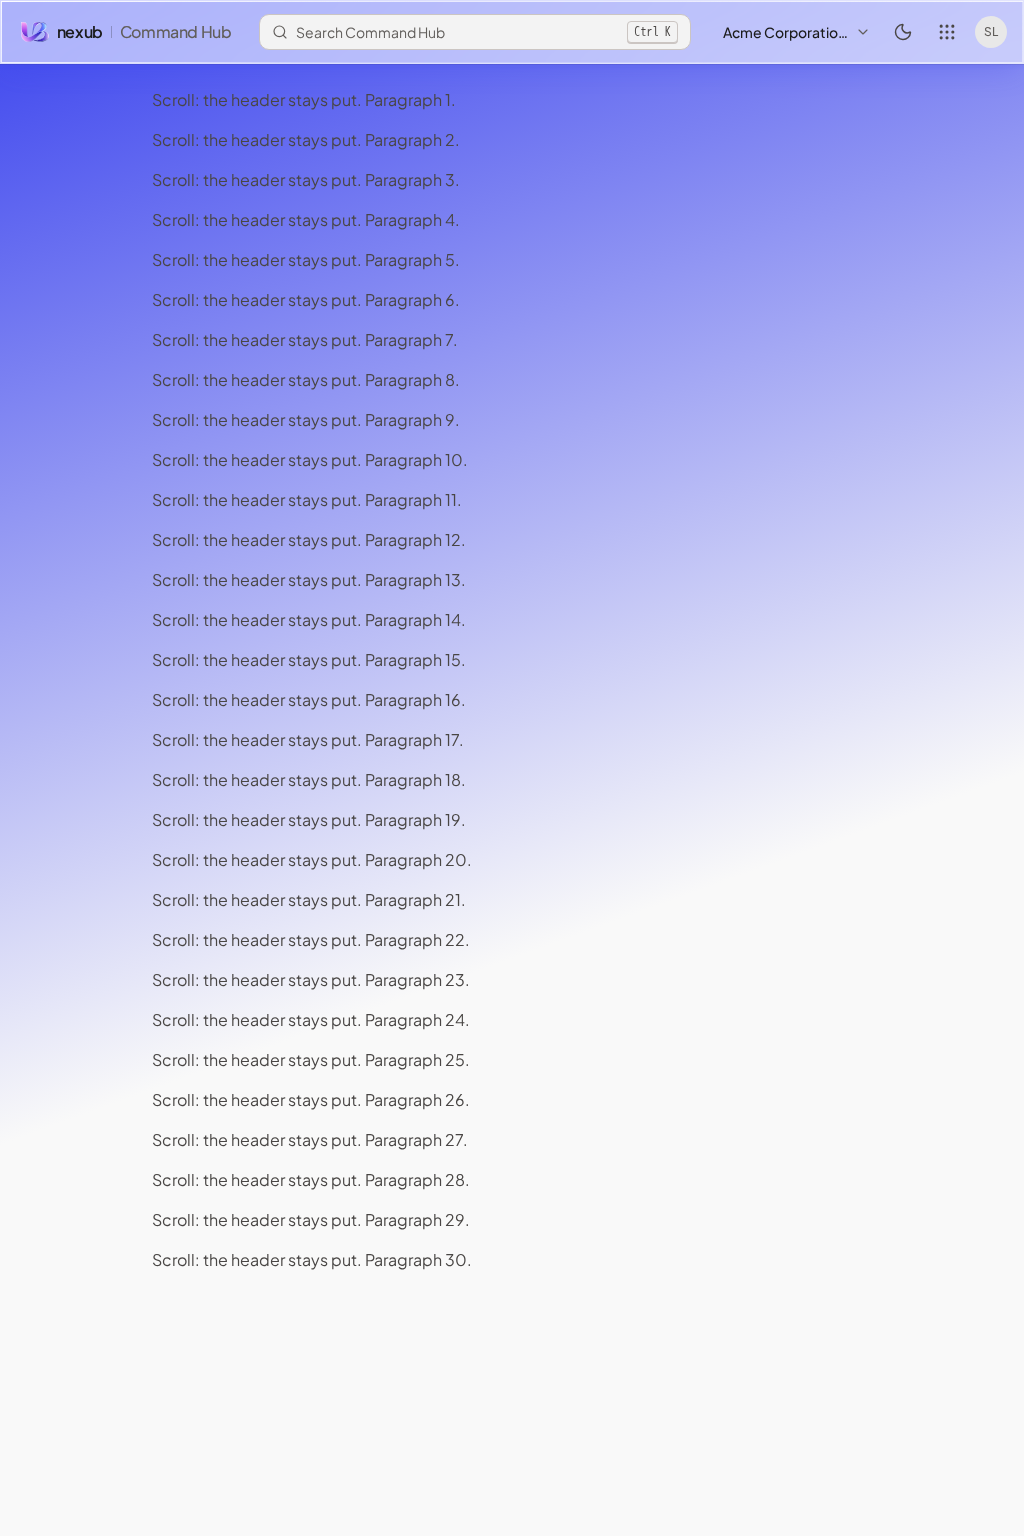 nexub Command Hub Search Command Hub Ctrl K Acme Corporatio... SL
Scroll: the header stays put. Paragraph 1.
Scroll: the header stays put. Paragraph 2.
Scroll: the header stays put. Paragraph 3.
Scroll: the header stays put. Paragraph 4.
Scroll: the header stays put. Paragraph 5.
Scroll: the header stays put. Paragraph 6.
Scroll: the header stays put. Paragraph 7.
Scroll: the header stays put. Paragraph 8.
Scroll: the header stays put. Paragraph 9.
Scroll: the header stays put. Paragraph 10.
Scroll: the header stays put. Paragraph 11.
Scroll: the header stays put. Paragraph 12.
Scroll: the header stays put. Paragraph 13.
Scroll: the header stays put. Paragraph 14.
Scroll: the header stays put. Paragraph 15.
Scroll: the header stays put. Paragraph 16.
Scroll: the header stays put. Paragraph 17.
Scroll: the header stays put. Paragraph 18.
Scroll: the header stays put. Paragraph 19.
Scroll: the header stays put. Paragraph 20.
Scroll: the header stays put. Paragraph 21.
Scroll: the header stays put. Paragraph 22.
Scroll: the header stays put. Paragraph 23.
Scroll: the header stays put. Paragraph 24.
Scroll: the header stays put. Paragraph 25.
Scroll: the header stays put. Paragraph 26.
Scroll: the header stays put. Paragraph 27.
Scroll: the header stays put. Paragraph 28.
Scroll: the header stays put. Paragraph 29.
Scroll: the header stays put. Paragraph 30.